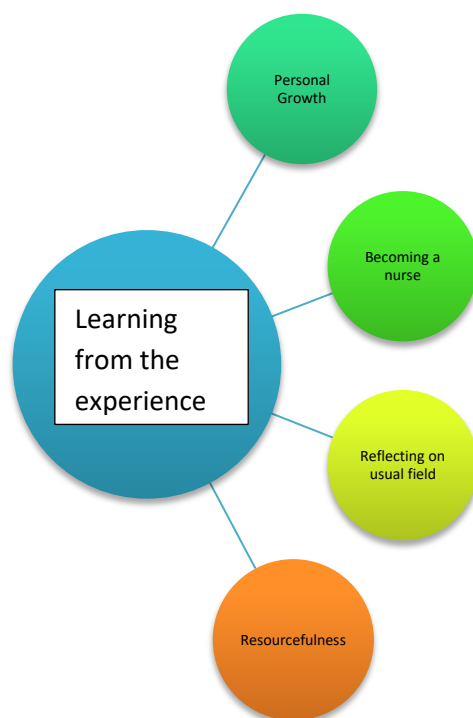 Personal
Growth
Becoming a
nurse
Learning
from the
experience
Reflecting on
usual field
Resourcefulness